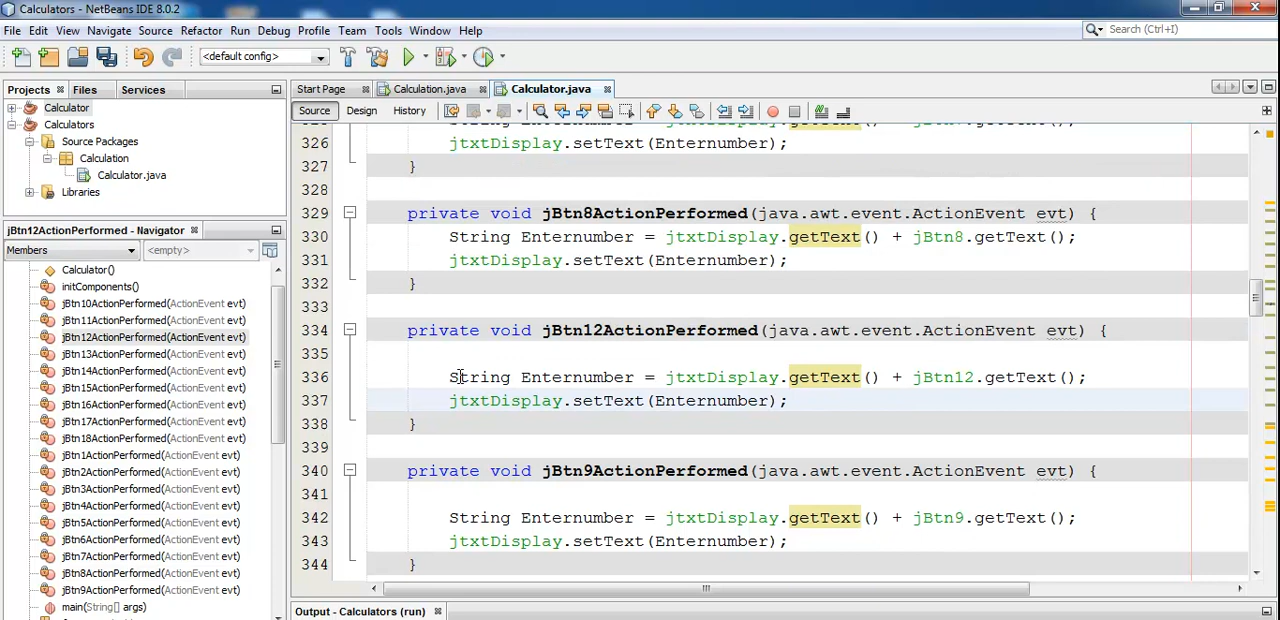 Calculators - NetBeans IDE 8.0.2
File Edit View Navigate Source Refactor Run Debug Profile Team Tools Window Help
Search (Ctrl+I)
<default config>
Projects Files Services
Start Page Calculation.java Calculator.java
Calculator
Calculators
Source Packages
Calculation
Calculator.java
Libraries
Source Design History
jBtn12ActionPerformed - Navigator
Members <empty>
Calculator()
initComponents()
jBtn10ActionPerformed(ActionEvent evt)
jBtn11ActionPerformed(ActionEvent evt)
jBtn12ActionPerformed(ActionEvent evt)
jBtn13ActionPerformed(ActionEvent evt)
jBtn14ActionPerformed(ActionEvent evt)
jBtn15ActionPerformed(ActionEvent evt)
jBtn16ActionPerformed(ActionEvent evt)
jBtn17ActionPerformed(ActionEvent evt)
jBtn18ActionPerformed(ActionEvent evt)
jBtn1ActionPerformed(ActionEvent evt)
jBtn2ActionPerformed(ActionEvent evt)
jBtn3ActionPerformed(ActionEvent evt)
jBtn4ActionPerformed(ActionEvent evt)
jBtn5ActionPerformed(ActionEvent evt)
jBtn6ActionPerformed(ActionEvent evt)
jBtn7ActionPerformed(ActionEvent evt)
jBtn8ActionPerformed(ActionEvent evt)
jBtn9ActionPerformed(ActionEvent evt)
main(String[] args)
326 jtxtDisplay.setText(Enternumber);
327 }
328
329 private void jBtn8ActionPerformed(java.awt.event.ActionEvent evt) {
330 String Enternumber = jtxtDisplay.getText() + jBtn8.getText();
331 jtxtDisplay.setText(Enternumber);
332 }
333
334 private void jBtn12ActionPerformed(java.awt.event.ActionEvent evt) {
335
336 String Enternumber = jtxtDisplay.getText() + jBtn12.getText();
337 jtxtDisplay.setText(Enternumber);
338 }
339
340 private void jBtn9ActionPerformed(java.awt.event.ActionEvent evt) {
341
342 String Enternumber = jtxtDisplay.getText() + jBtn9.getText();
343 jtxtDisplay.setText(Enternumber);
344 }
Output - Calculators (run)